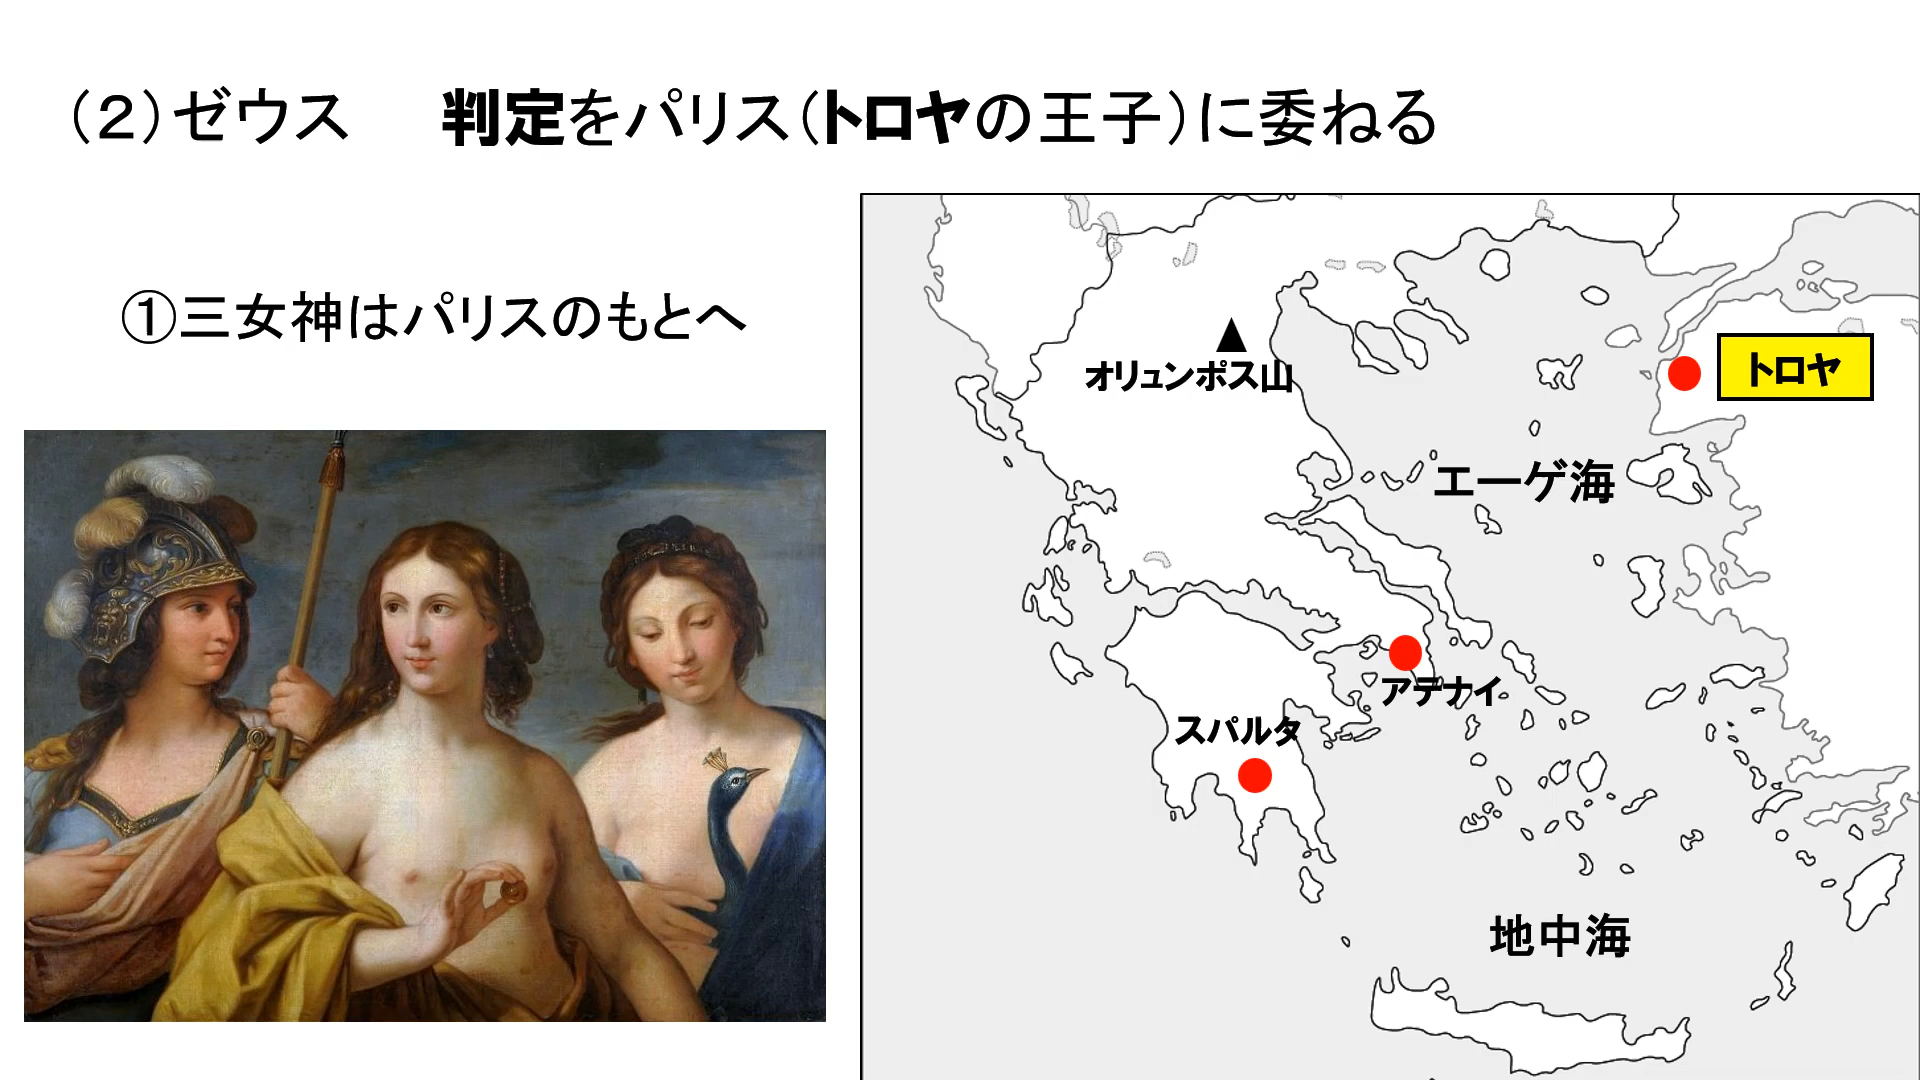 （２）ゼウス　　判定をパリス（トロヤの王子）に委ねる
①三女神はパリスのもとへ
オリュンポス山
トロヤ
エーゲ海
アテナイ
スパルタ
地中海